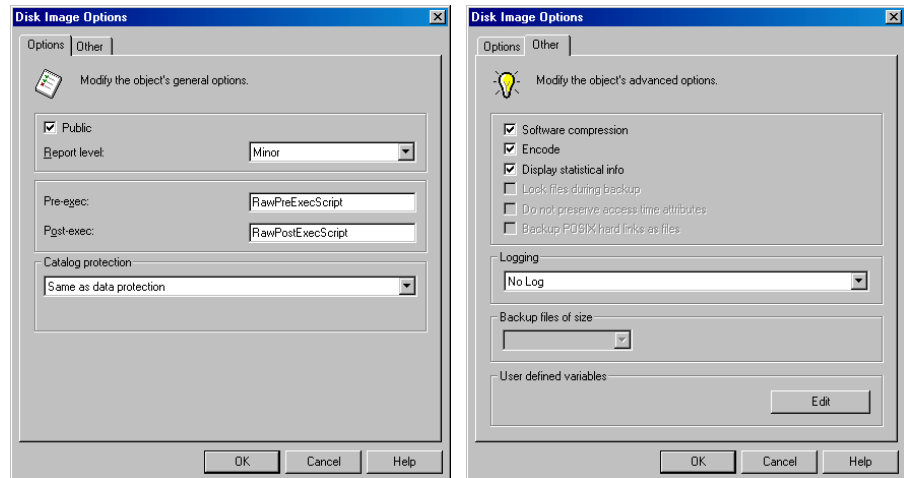 Disk Image Options
Options
Other
Modify the object's general options.
Public
Report level:
Minor
Pre-exec:
RawPreExecScript
Post-exec:
RawPostExecScript
Catalog protection
Same as data protection
OK
Cancel
Help
Disk Image Options
Options
Other
Modify the object's advanced options.
Software compression
Encode
Display statistical info
Lock files during backup
Do not preserve access time attributes
Backup POSIX hard links as files
Logging
No Log
Backup files of size
User defined variables
Edit
OK
Cancel
Help